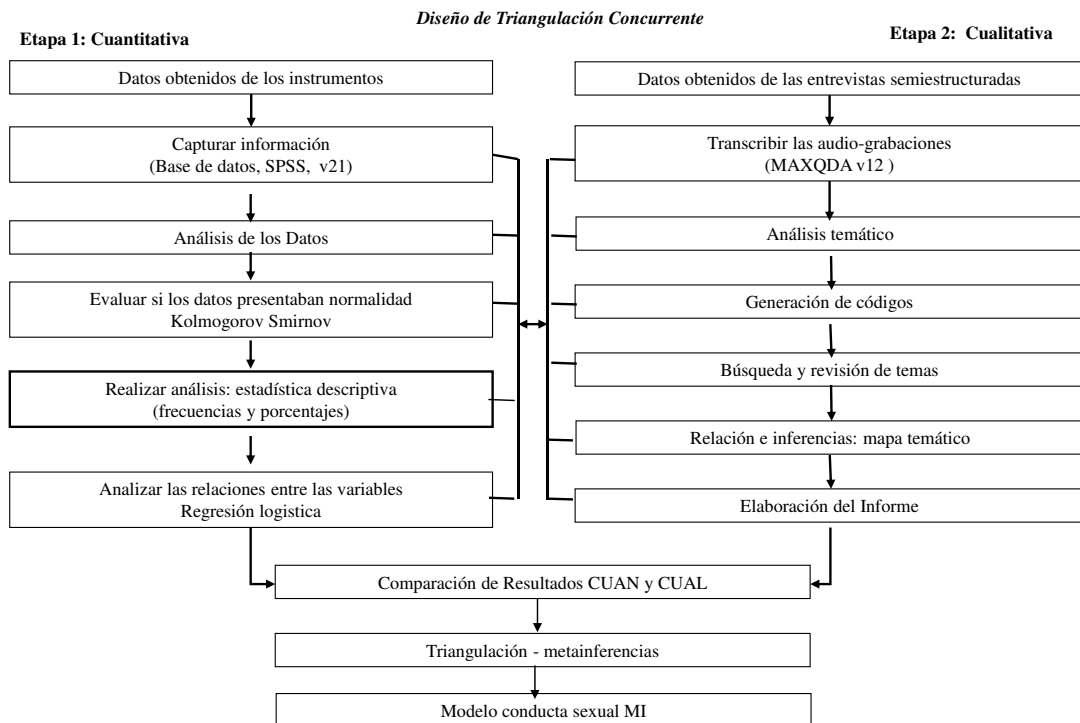 Diseño de Triangulación Concurrente
Etapa 1: Cuantitativa
Datos obtenidos de los instrumentos
Capturar información
(Base de datos, SPSS, v21)
Análisis de los Datos
Evaluar si los datos presentaban normalidad
Kolmogorov Smirnov
Realizar análisis: estadística descriptiva
(frecuencias y porcentajes)
Analizar las relaciones entre las variables
Regresión logistica
Etapa 2: Cualitativa
Datos obtenidos de las entrevistas semiestructuradas
Transcribir las audio-grabaciones
(MAXQDA v12 )
Análisis temático
Generación de códigos
Búsqueda y revisión de temas
Relación e inferencias: mapa temático
Elaboración del Informe
Comparación de Resultados CUAN y CUAL
Triangulación - metainferencias
Modelo conducta sexual MI